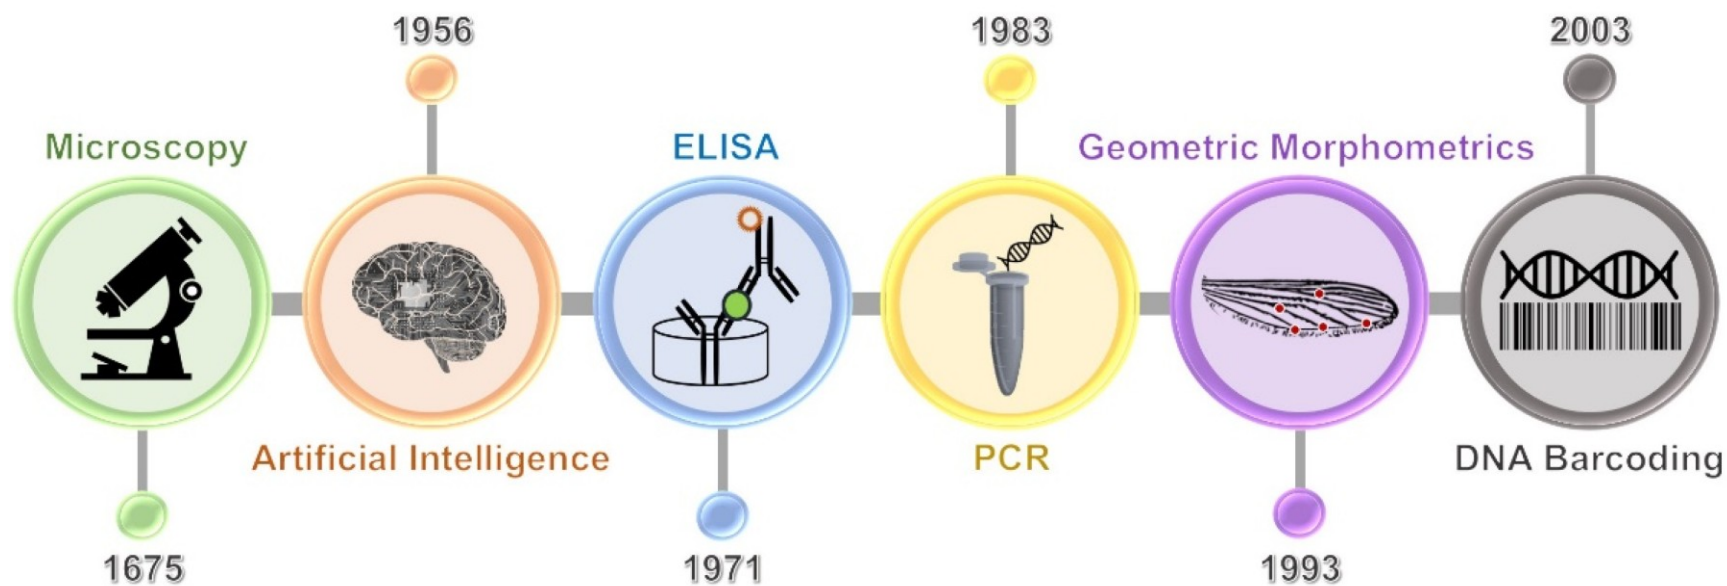 1956
1983
2003
Microscopy
ELISA
Geometric Morphometrics
Artificial Intelligence
PCR
DNA Barcoding
1675
1971
1993